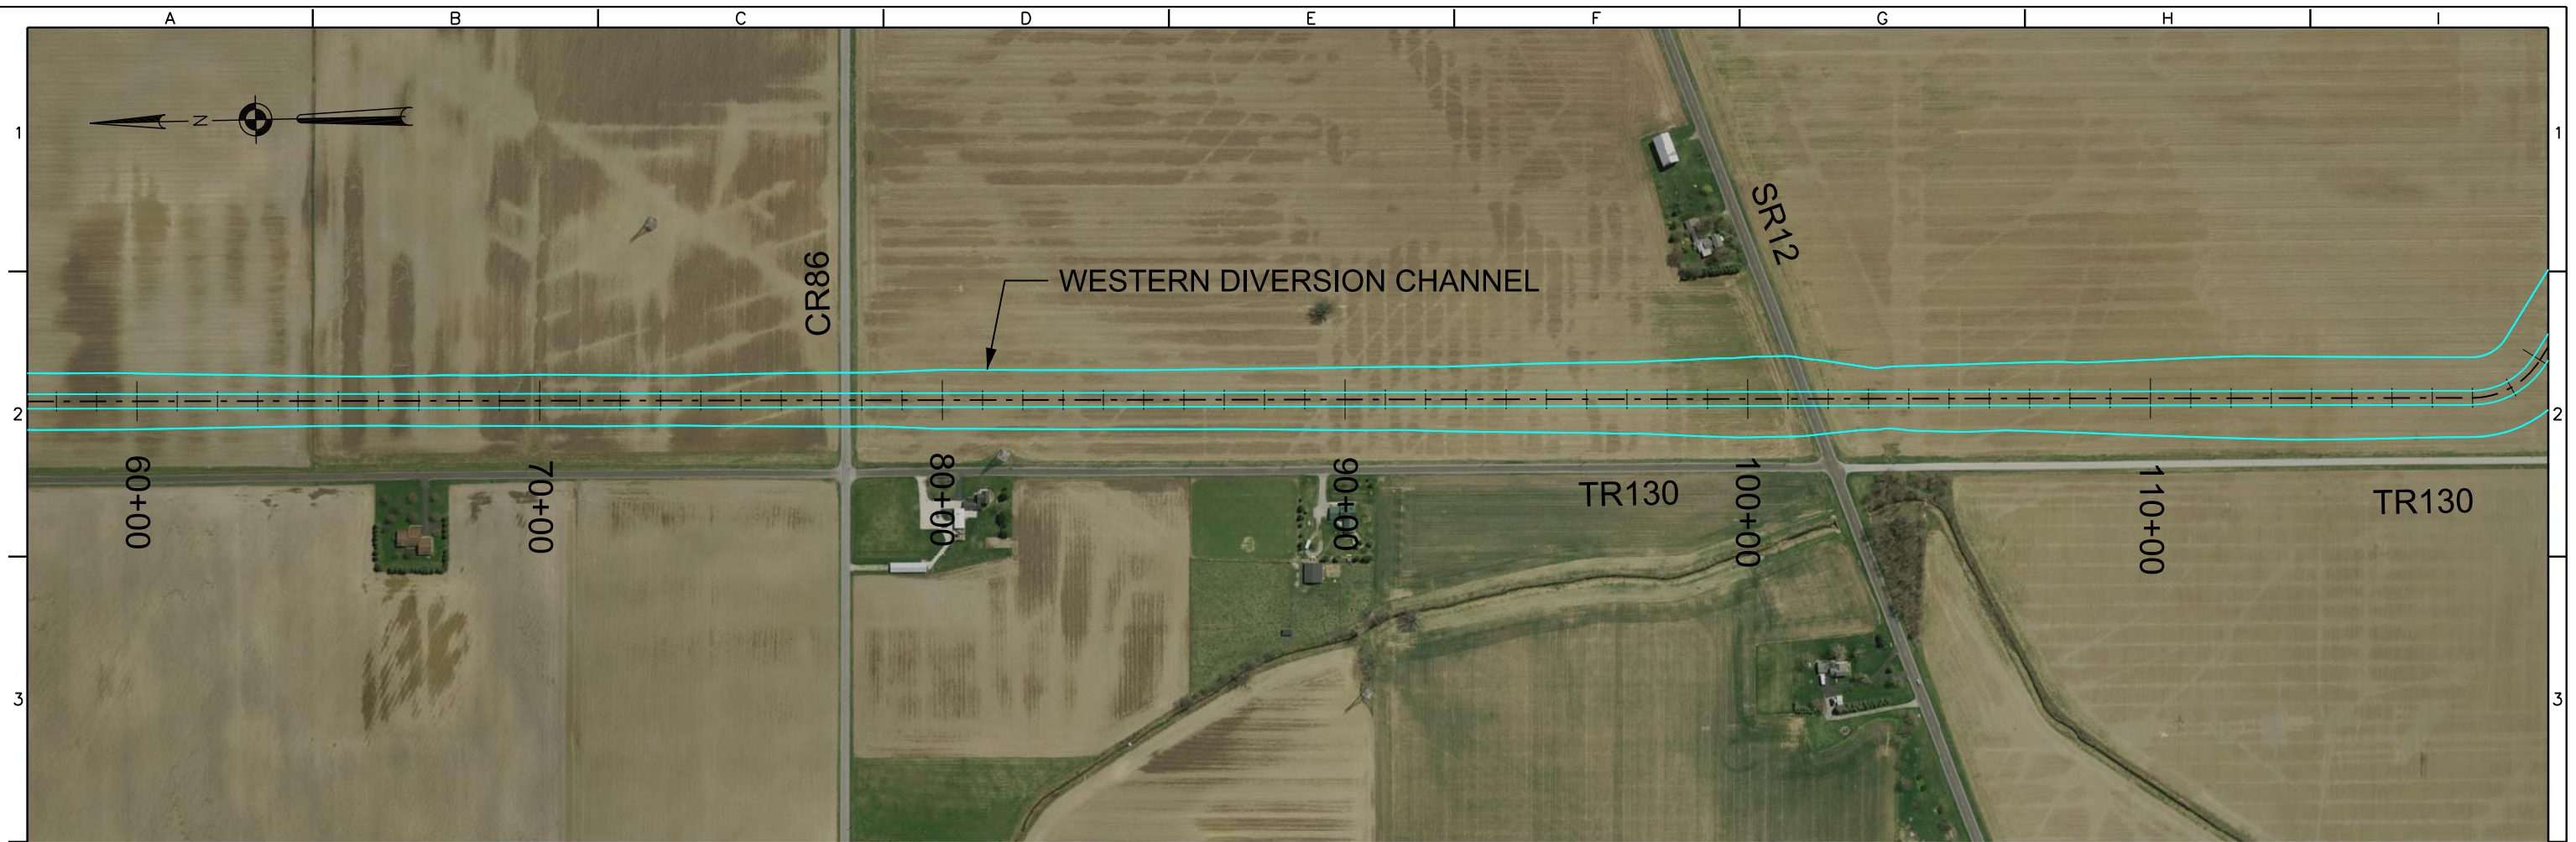 A B C D E F G H I
1 1
N
SR12
CR86
WESTERN DIVERSION CHANNEL
2 2
60+00 70+00 80+00 90+00 100+00 110+00
TR130 TR130
3 3